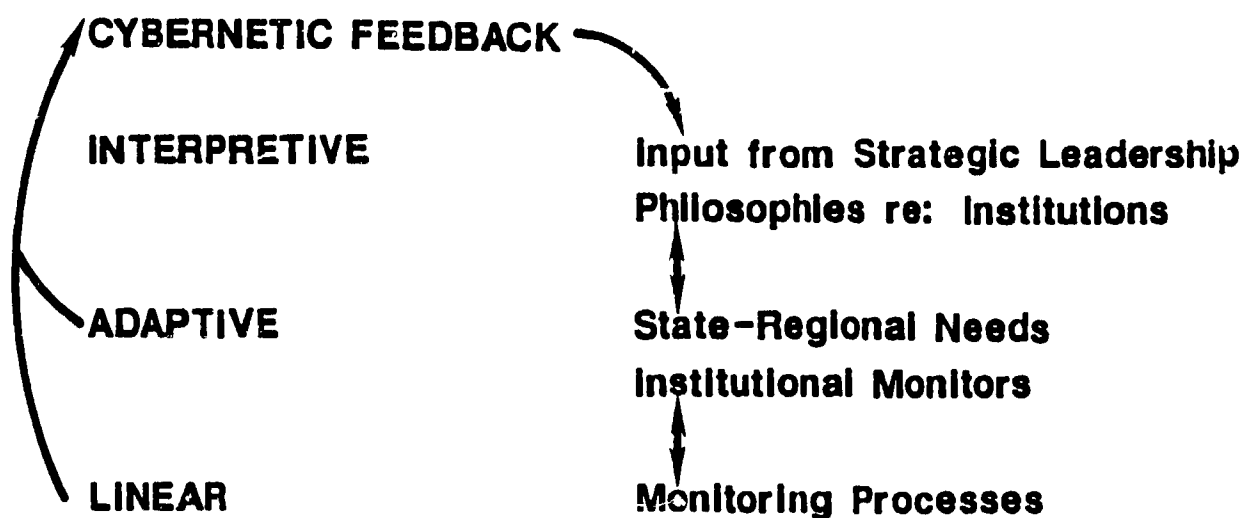 CYBERNETIC FEEDBACK
INTERPRETIVE
Input from Strategic Leadership
Philosophies re: Institutions
ADAPTIVE
State-Regional Needs
Institutional Monitors
LINEAR
Monitoring Processes